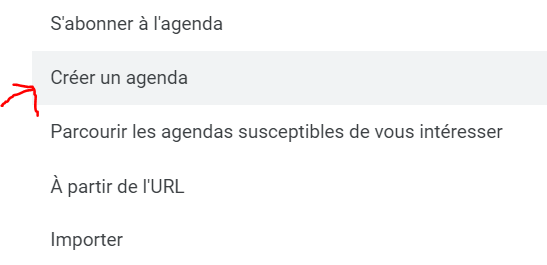 S'abonner à l'agenda
Créer un agenda
Parcourir les agendas susceptibles de vous intéresser
À partir de l'URL
Importer